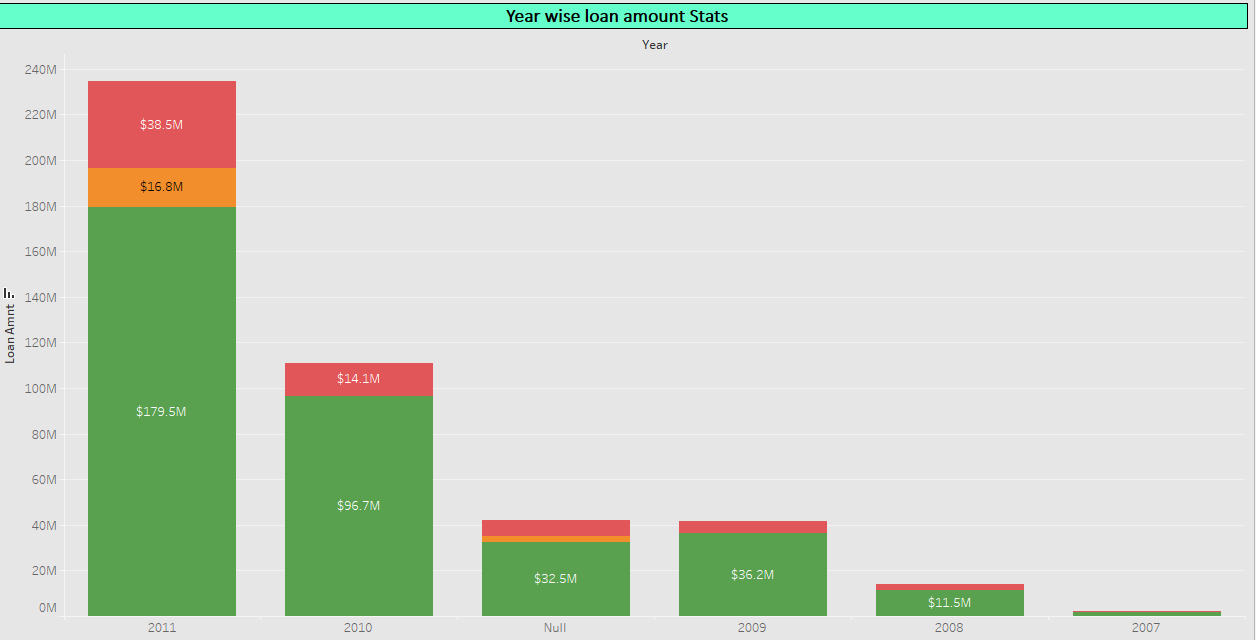 Year wise loan amount Stats
Year
240M
220M
200M
180M
160M
140M
120M
100M
80M
60M
40M
20M
0M
Loan Amnt
$38.5M
$16.8M
$179.5M
$14.1M
$96.7M
$32.5M
$36.2M
$11.5M
2011 2010 Null 2009 2008 2007